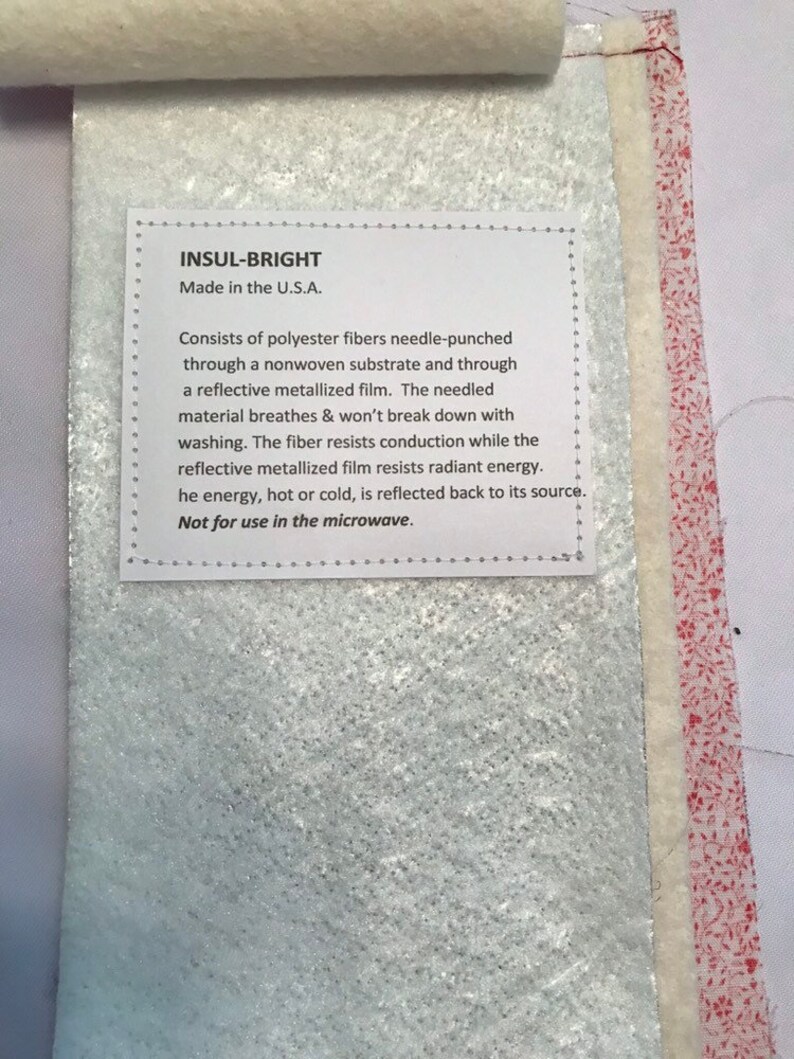 INSUL-BRIGHT
Made in the U.S.A.
Consists of polyester fibers needle-punched
through a nonwoven substrate and through
a reflective metallized film. The needled
material breathes & won't break down with
washing. The fiber resists conduction while the
reflective metallized film resists radiant energy.
he energy, hot or cold, is reflected back to its source.
Not for use in the microwave.